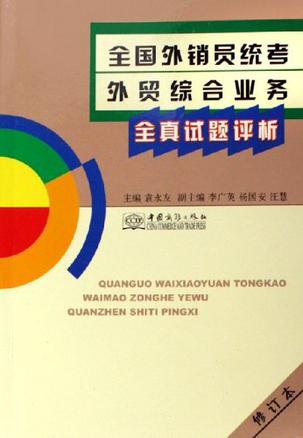 全国外销员统考
外贸综合业务
全真试题评析
主编 袁永友 副主编 李广英 杨国安 汪慧
中国商务出版社
CHINA COMMERCE AND TRADE PRESS
QUANGUO WAIXIAOYUAN TONGKAO
WAIMAO ZONGHE YEWU
QUANZHEN SHITI PINGXI
修订本